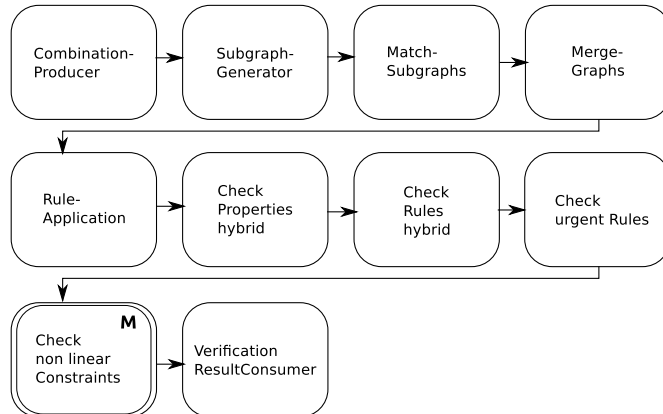 Combination-
Producer
Subgraph-
Generator
Match-
Subgraphs
Merge-
Graphs
Rule-
Application
Check
Properties
hybrid
Check
Rules
hybrid
Check
urgent Rules
M
Check
non linear
Constraints
Verification
ResultConsumer